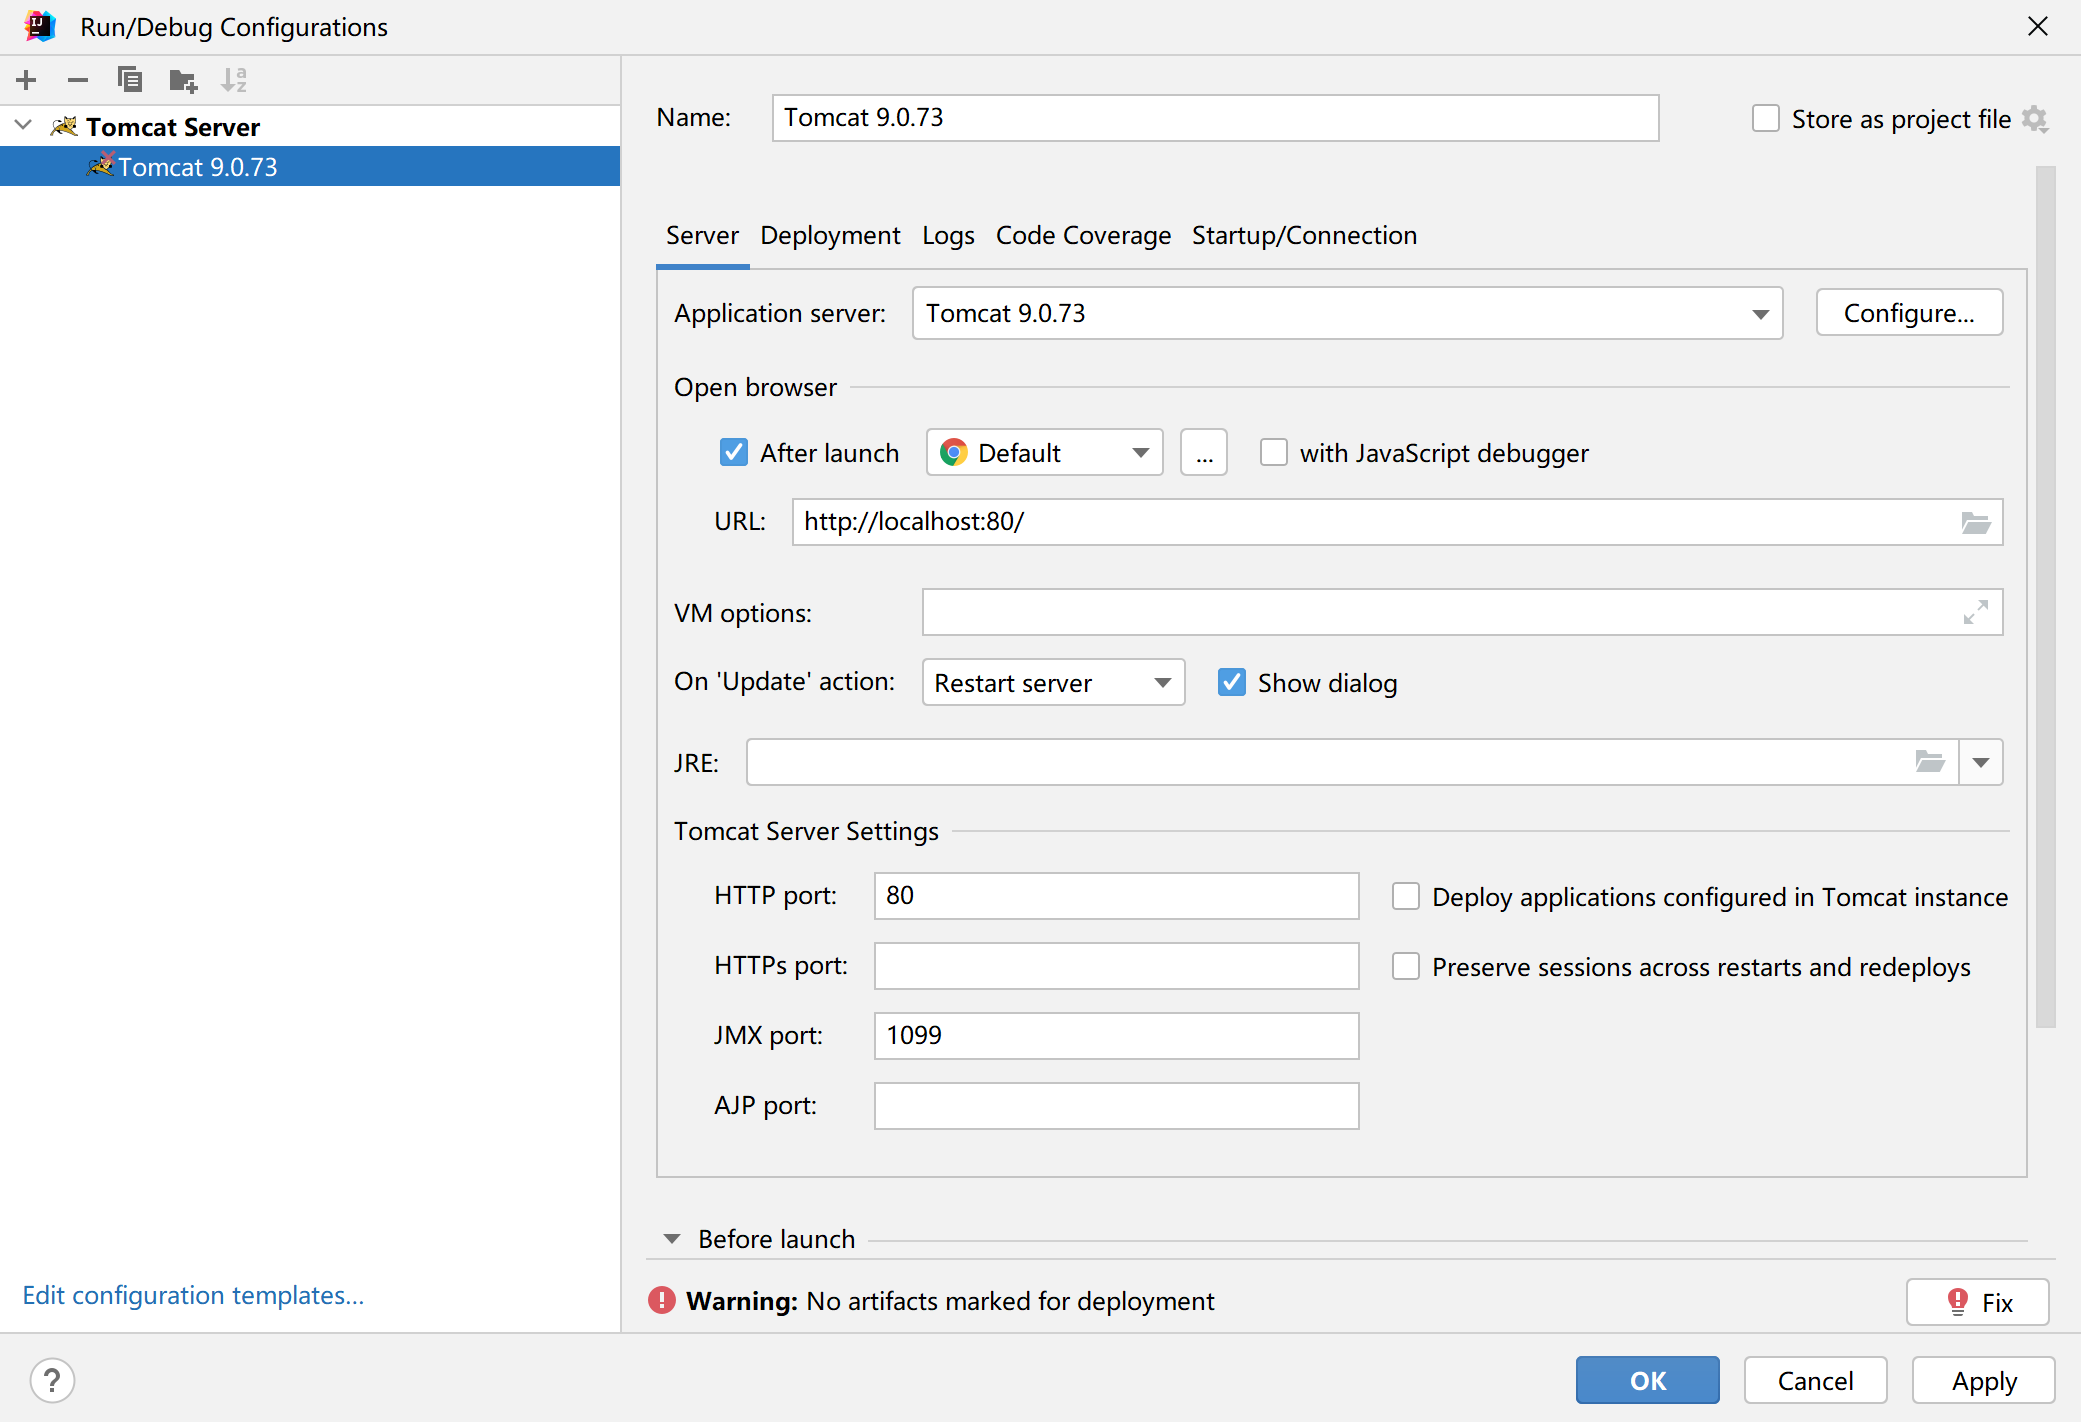 Run/Debug Configurations
Tomcat Server
Tomcat 9.0.73
Edit configuration templates...
Name: Tomcat 9.0.73 Store as project file
Server Deployment Logs Code Coverage Startup/Connection
Application server: Tomcat 9.0.73 Configure...
Open browser
After launch Default ... with JavaScript debugger
URL: http://localhost:80/
VM options:
On 'Update' action: Restart server Show dialog
JRE:
Tomcat Server Settings
HTTP port: 80 Deploy applications configured in Tomcat instance
HTTPs port: Preserve sessions across restarts and redeploys
JMX port: 1099
AJP port:
Before launch
Warning: No artifacts marked for deployment Fix
? OK Cancel Apply